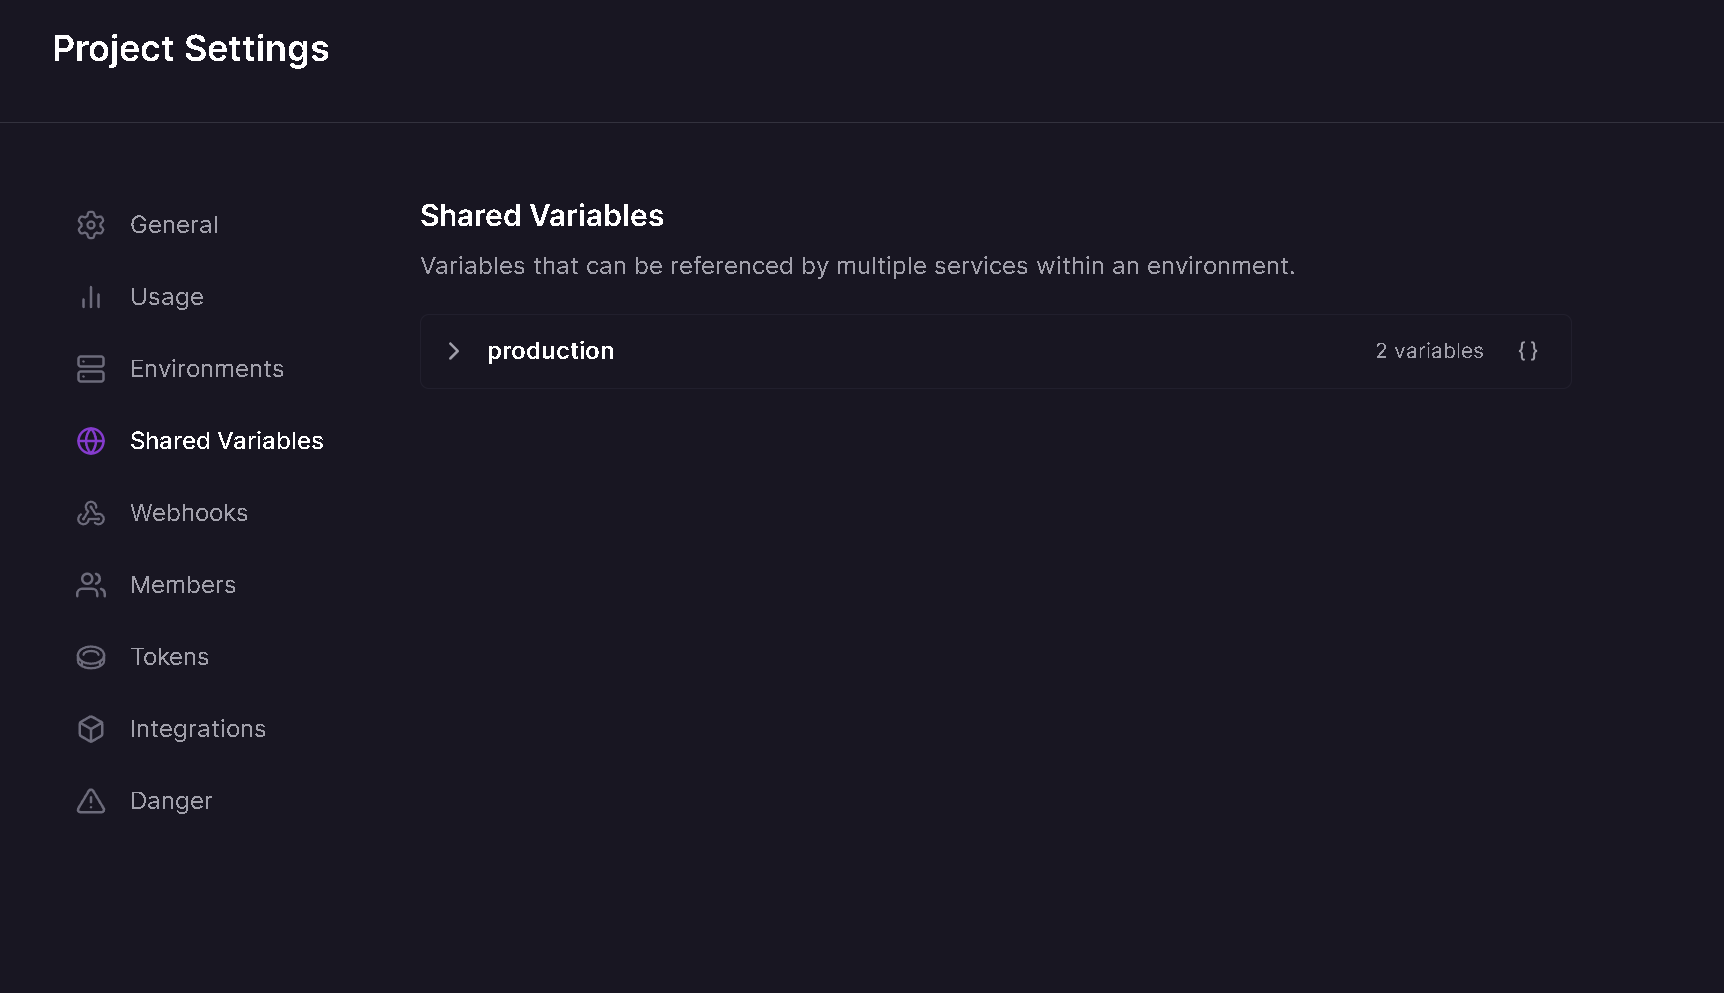 Project Settings
General
Usage
Environments
Shared Variables
Webhooks
Members
Tokens
Integrations
Danger
Shared Variables
Variables that can be referenced by multiple services within an environment.
production 2 variables {}